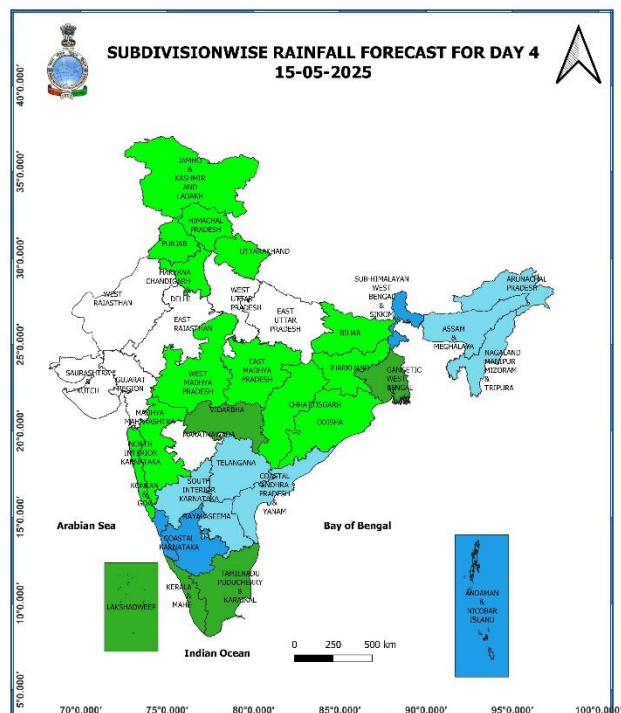 SUBDIVISIONWISE RAINFALL FORECAST FOR DAY 4
15-05-2025
40°0.000'
35°0.000'
30°0.000'
25°0.000'
20°0.000'
15°0.000'
10°0.000'
5°0.000'
JAMMU
&
KASHMIR
AND
LADAKH
HIMACHAL
PRADESH
PUNJAB
UTTARAKHAND
HARYANA
CHANDIGARH
&
DELHI
WEST
RAJASTHAN
WEST
UTTAR
PRADESH
EAST
RAJASTHAN
EAST
UTTAR
PRADESH
SUB-HIMALAYAN
WEST
BENGAL
&
SIKKIM
ARUNACHAL
PRADESH
ASSAM
&
MEGHALAYA
NAGALAND
MANIPUR
MIZORAM
&
TRIPURA
BIHAR
SAURASHTRA
&
KUTCH
GUJARAT
REGION
WEST
MADHYA
PRADESH
EAST
MADHYA
PRADESH
JHARKHAND
GANGETIC
WEST
BENGAL
CHHATTISGARH
ODISHA
MADHYA
MAHARASHTRA
VIDARBHA
MARATHWADA
NORTH
INTERIOR
KARNATAKA
TELANGANA
KONKAN
&
GOA
SOUTH
INTERIOR
KARNATAKA
COASTAL
ANDHRA
PRADESH
&
YANAM
RAYALASEEMA
COASTAL
KARNATAKA
Arabian Sea
Bay of Bengal
TAMILNADU
PUDUCHERRY
&
KARAIKAL
KERALA
&
MAHE
LAKSHADWEEP
ANDAMAN
&
NICOBAR
ISLAND
Indian Ocean
0 250 500 km
70°0.000' 75°0.000' 80°0.000' 85°0.000' 90°0.000' 95°0.000' 100°0.000'